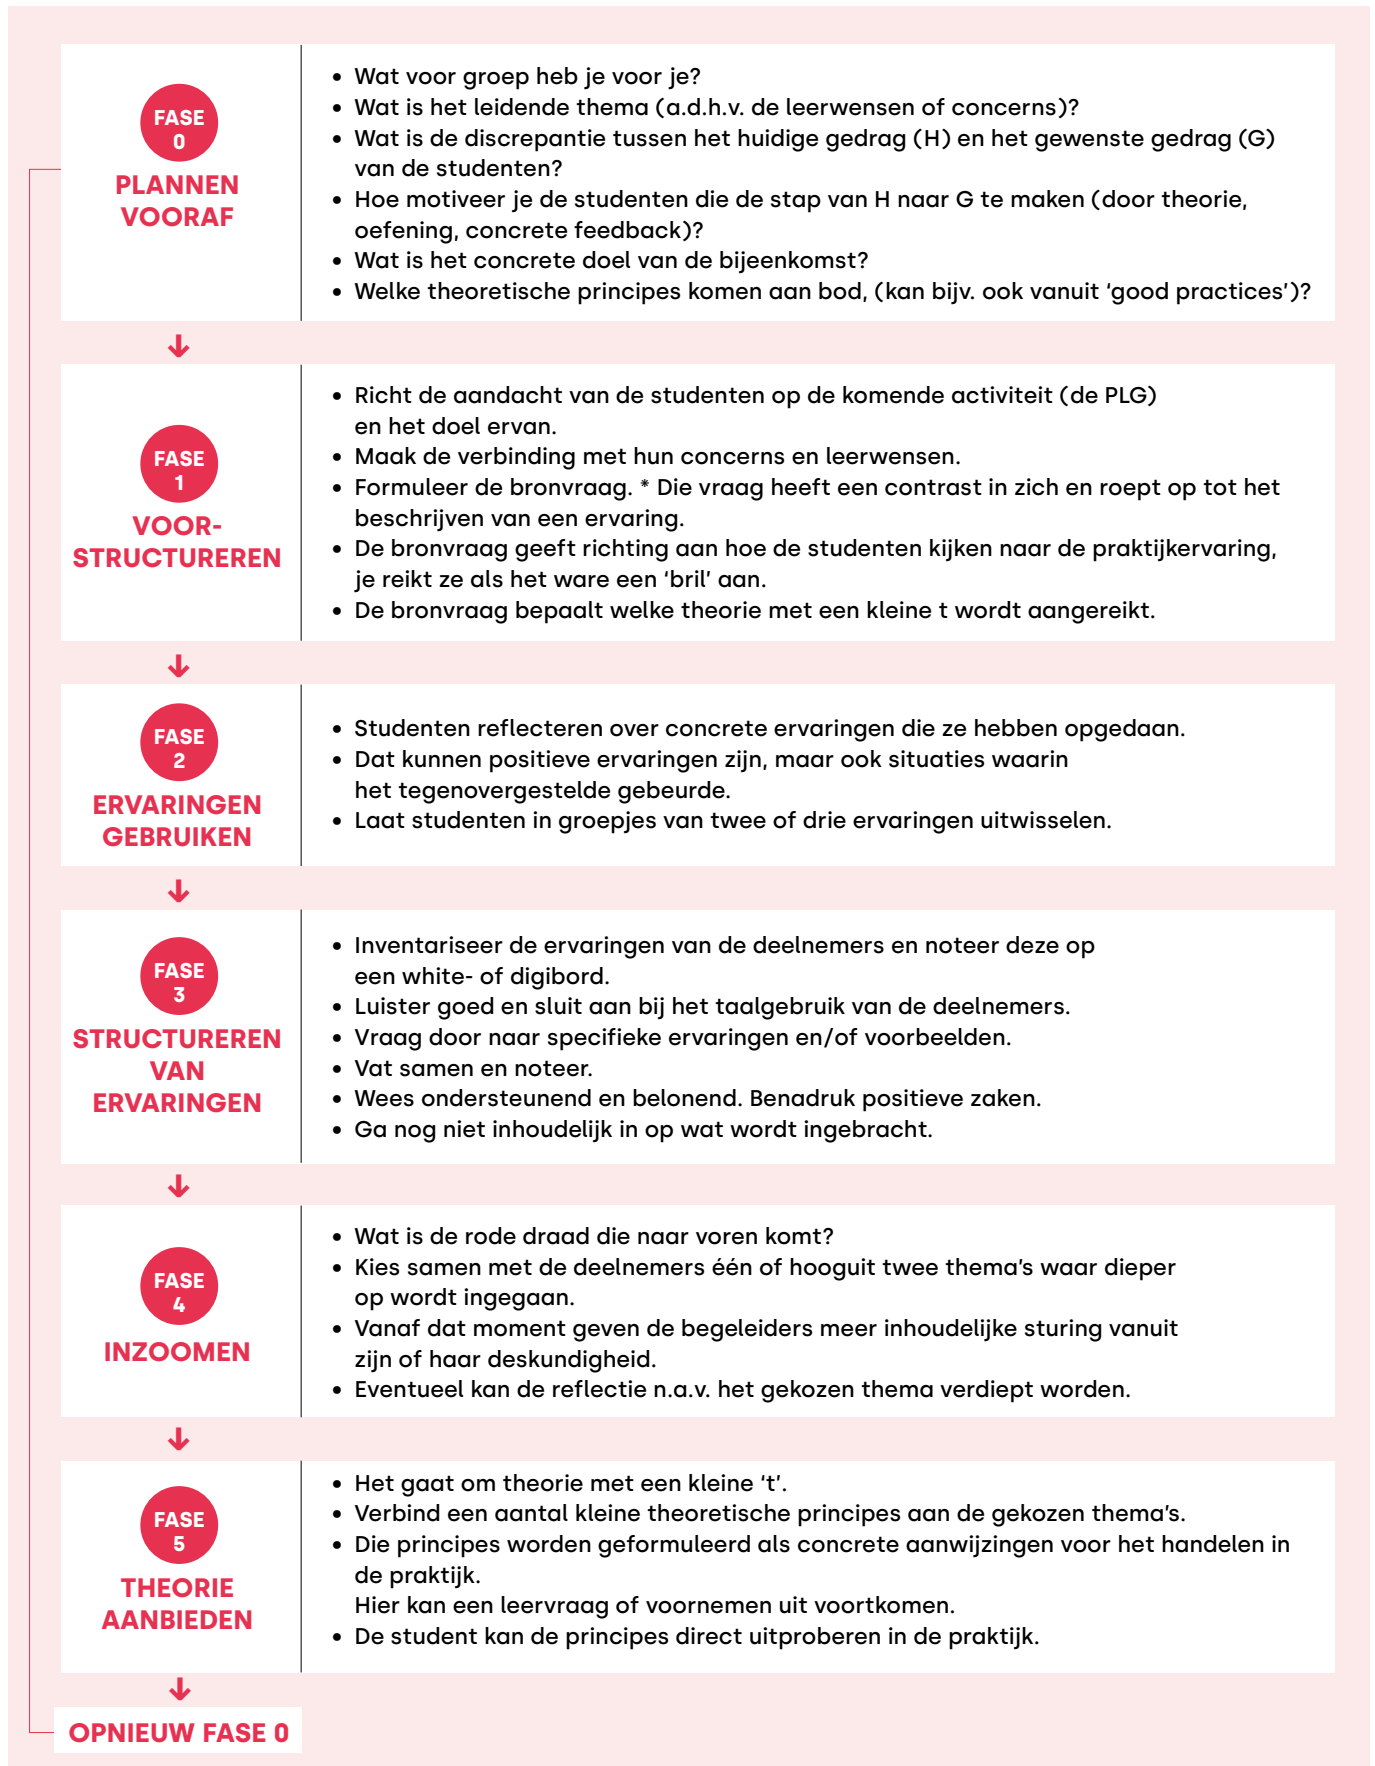 FASE
0
PLANNEN
VOORAF
• Wat voor groep heb je voor je?
• Wat is het leidende thema (a.d.h.v. de leerwensen of concerns)?
• Wat is de discrepantie tussen het huidige gedrag (H) en het gewenste gedrag (G)
van de studenten?
• Hoe motiveer je de studenten die de stap van H naar G te maken (door theorie,
oefening, concrete feedback)?
• Wat is het concrete doel van de bijeenkomst?
• Welke theoretische principes komen aan bod, (kan bijv. ook vanuit ‘good practices’)?
FASE
1
VOOR-
STRUCTUREREN
• Richt de aandacht van de studenten op de komende activiteit (de PLG)
en het doel ervan.
• Maak de verbinding met hun concerns en leerwensen.
• Formuleer de bronvraag. * Die vraag heeft een contrast in zich en roept op tot het
beschrijven van een ervaring.
• De bronvraag geeft richting aan hoe de studenten kijken naar de praktijkervaring,
je reikt ze als het ware een ‘bril’ aan.
• De bronvraag bepaalt welke theorie met een kleine t wordt aangereikt.
FASE
2
ERVARINGEN
GEBRUIKEN
• Studenten reflecteren over concrete ervaringen die ze hebben opgedaan.
• Dat kunnen positieve ervaringen zijn, maar ook situaties waarin
het tegenovergestelde gebeurde.
• Laat studenten in groepjes van twee of drie ervaringen uitwisselen.
FASE
3
STRUCTUREREN
VAN
ERVARINGEN
• Inventariseer de ervaringen van de deelnemers en noteer deze op
een white- of digibord.
• Luister goed en sluit aan bij het taalgebruik van de deelnemers.
• Vraag door naar specifieke ervaringen en/of voorbeelden.
• Vat samen en noteer.
• Wees ondersteunend en belonend. Benadruk positieve zaken.
• Ga nog niet inhoudelijk in op wat wordt ingebracht.
FASE
4
INZOOMEN
• Wat is de rode draad die naar voren komt?
• Kies samen met de deelnemers één of hooguit twee thema’s waar dieper
op wordt ingegaan.
• Vanaf dat moment geven de begeleiders meer inhoudelijke sturing vanuit
zijn of haar deskundigheid.
• Eventueel kan de reflectie n.a.v. het gekozen thema verdiept worden.
FASE
5
THEORIE
AANBIEDEN
• Het gaat om theorie met een kleine ‘t’.
• Verbind een aantal kleine theoretische principes aan de gekozen thema’s.
• Die principes worden geformuleerd als concrete aanwijzingen voor het handelen in
de praktijk.
Hier kan een leervraag of voornemen uit voortkomen.
• De student kan de principes direct uitproberen in de praktijk.
OPNIEUW FASE 0